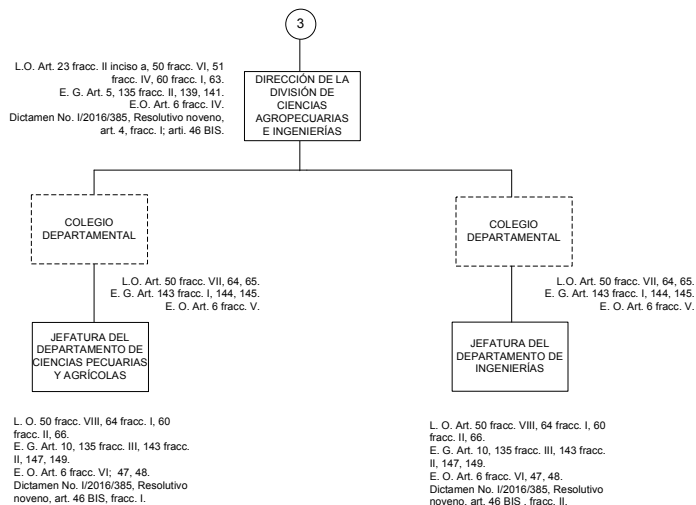 3
L.O. Art. 23 fracc. II inciso a, 50 fracc. VI, 51
fracc. IV, 60 fracc. I, 63.
E. G. Art. 5, 135 fracc. II, 139, 141.
E.O. Art. 6 fracc. IV.
Dictamen No. I/2016/385, Resolutivo noveno,
art. 4, fracc. I; arti. 46 BIS.
DIRECCIÓN DE LA
DIVISIÓN DE
CIENCIAS
AGROPECUARIAS
E INGENIERÍAS
COLEGIO
DEPARTAMENTAL
L.O. Art. 50 fracc. VII, 64, 65.
E. G. Art. 143 fracc. I, 144, 145.
E. O. Art. 6 fracc. V.
JEFATURA DEL
DEPARTAMENTO DE
CIENCIAS PECUARIAS
Y AGRÍCOLAS
L. O. 50 fracc. VIII, 64 fracc. I, 60
fracc. II, 66.
E. G. Art. 10, 135 fracc. III, 143 fracc.
II, 147, 149.
E. O. Art. 6 fracc. VI; 47, 48.
Dictamen No. I/2016/385, Resolutivo
noveno, art. 46 BIS, fracc. I.
COLEGIO
DEPARTAMENTAL
L.O. Art. 50 fracc. VII, 64, 65.
E. G. Art. 143 fracc. I, 144, 145.
E. O. Art. 6 fracc. V.
JEFATURA DEL
DEPARTAMENTO DE
INGENIERÍAS
L. O. Art. 50 fracc. VIII, 64 fracc. I, 60
fracc. II, 66.
E. G. Art. 10, 135 fracc. III, 143 fracc.
II, 147, 149.
E. O. Art. 6 fracc. VI, 47, 48.
Dictamen No. I/2016/385, Resolutivo
noveno, art. 46 BIS , fracc. II.